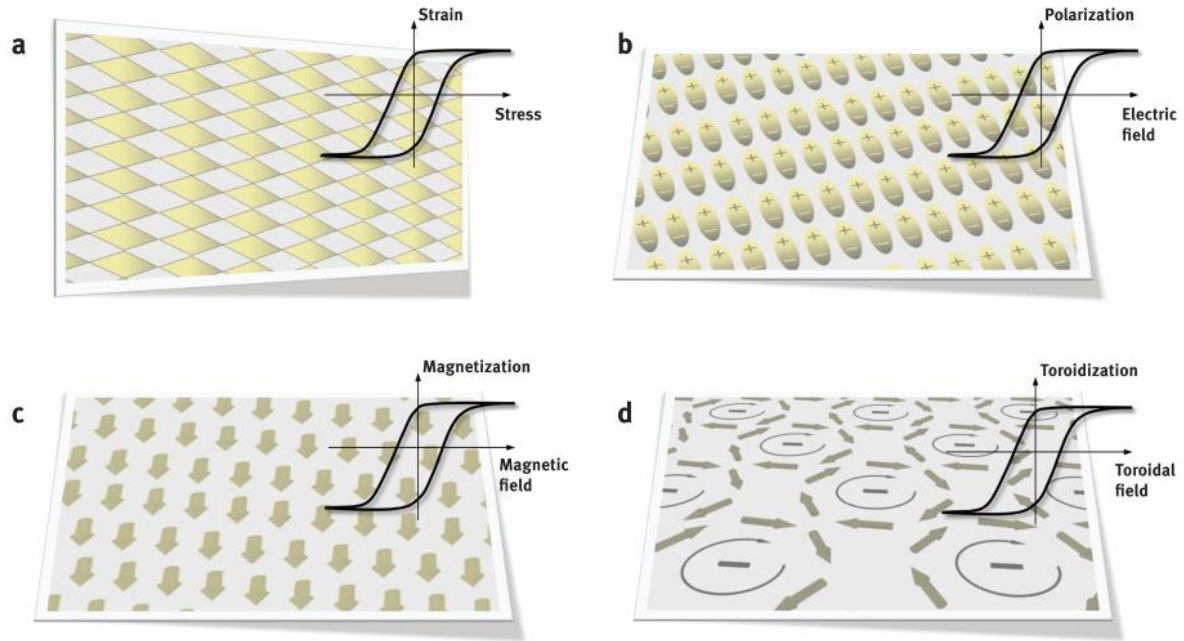 a
Strain
Stress
b
Polarization
Electric
field
c
Magnetization
Magnetic
field
d
Toroidization
Toroidal
field